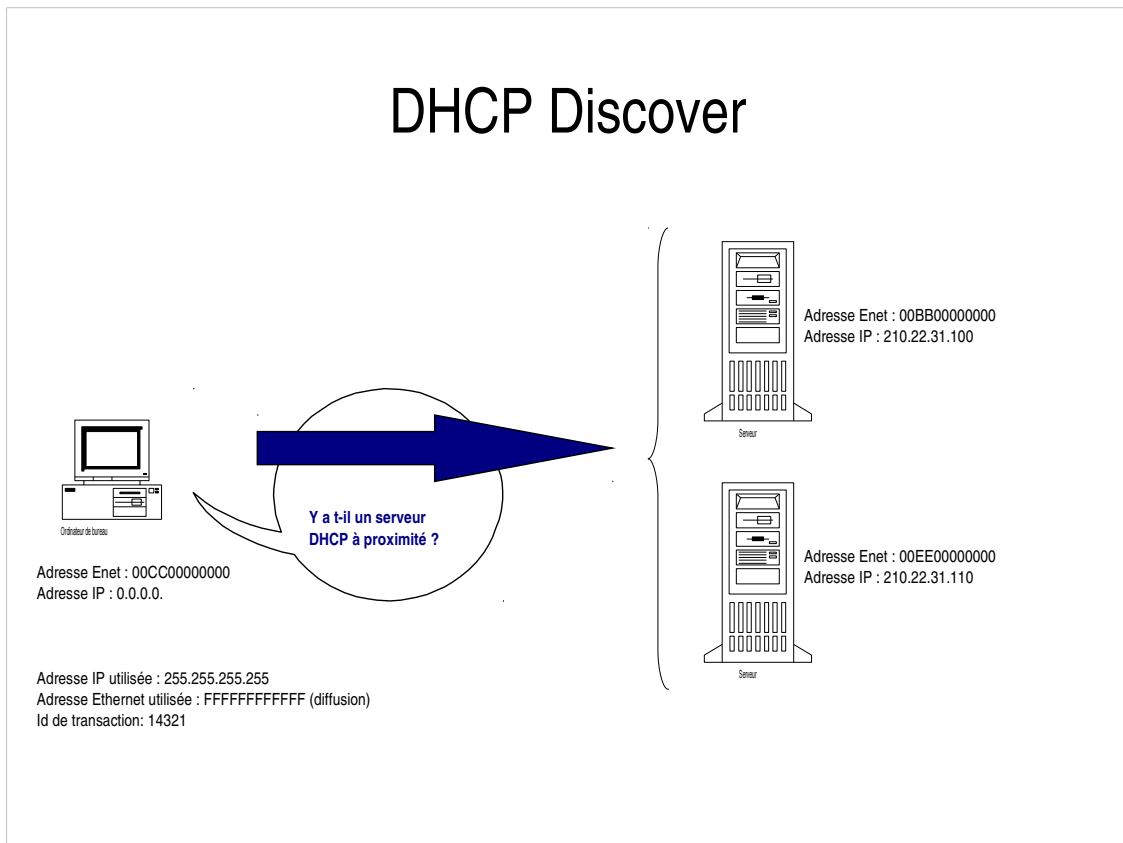 DHCP Discover
Adresse Enet : 00BB00000000
Adresse IP : 210.22.31.100
Serveur
Y a t-il un serveur
DHCP à proximité ?
Ordinateur de bureau
Adresse Enet : 00CC00000000
Adresse IP : 0.0.0.0.
Adresse Enet : 00EE00000000
Adresse IP : 210.22.31.110
Serveur
Adresse IP utilisée : 255.255.255.255
Adresse Ethernet utilisée : FFFFFFFFFFFF (diffusion)
Id de transaction: 14321